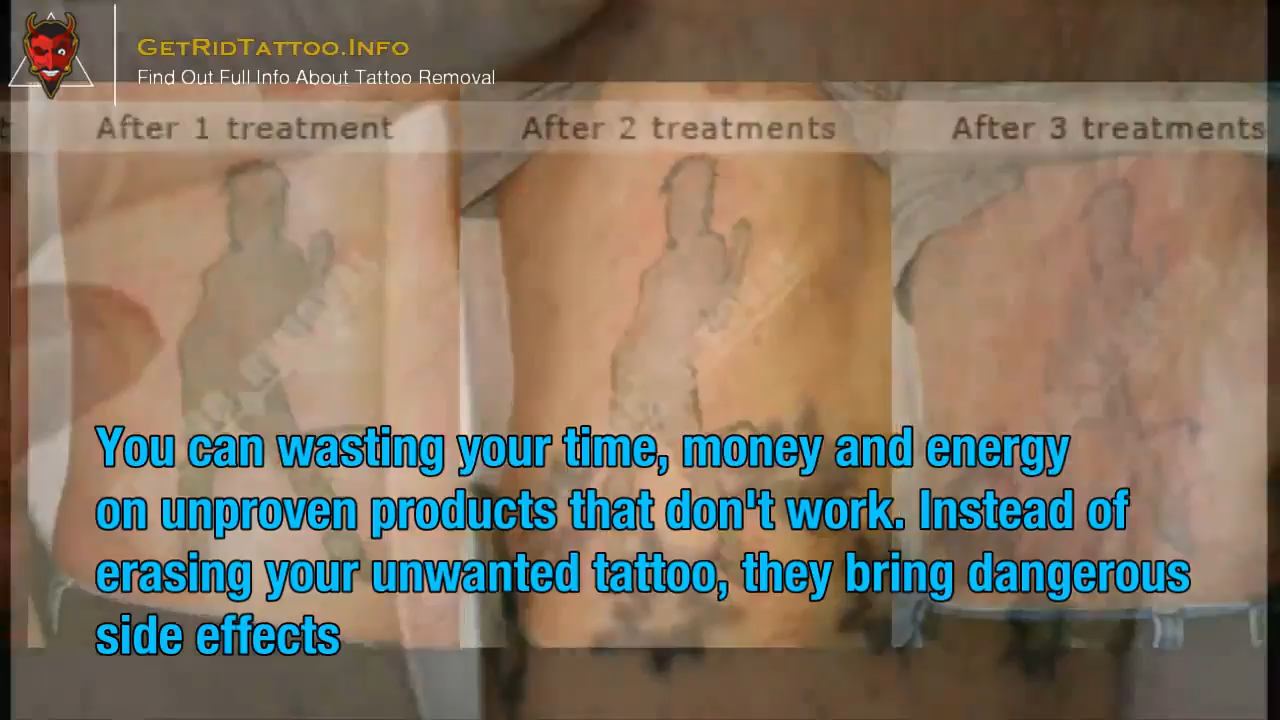 GetRidTattoo.Info
Find Out Full Info About Tattoo Removal
After 1 treatment
After 2 treatments
After 3 treatments
You can wasting your time, money and energy
on unproven products that don't work. Instead of
erasing your unwanted tattoo, they bring dangerous
side effects